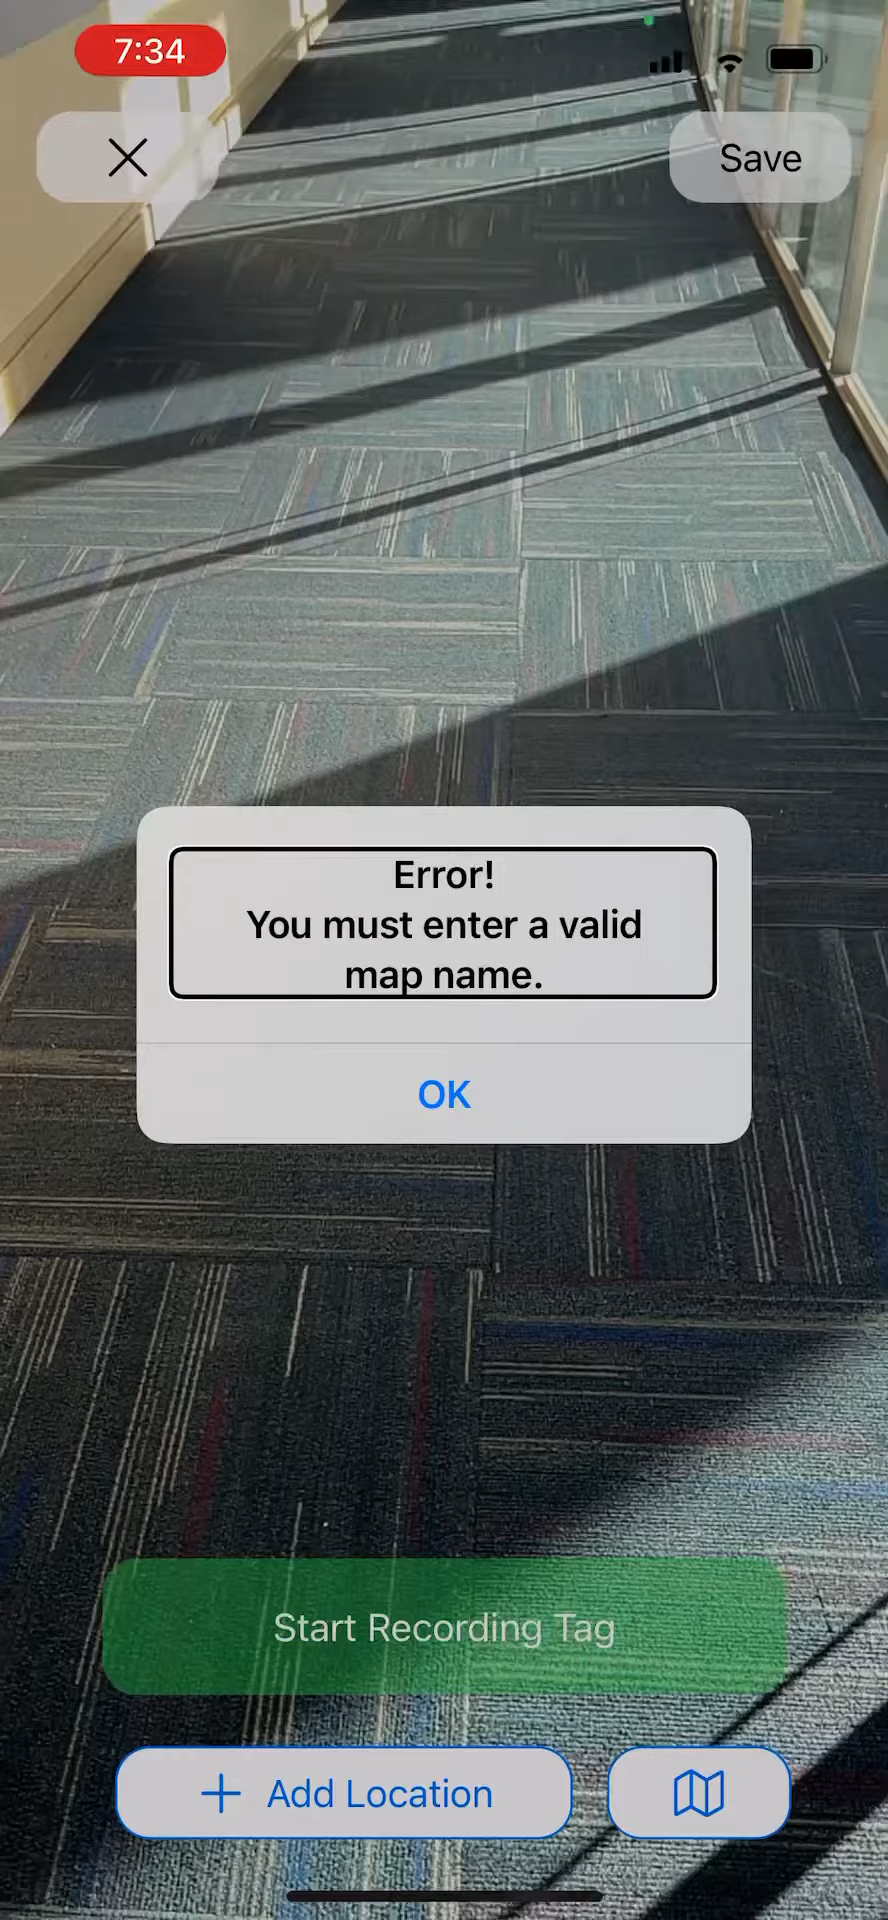 7:34
Save
Error!
You must enter a valid
map name.
OK
Start Recording Tag
Add Location